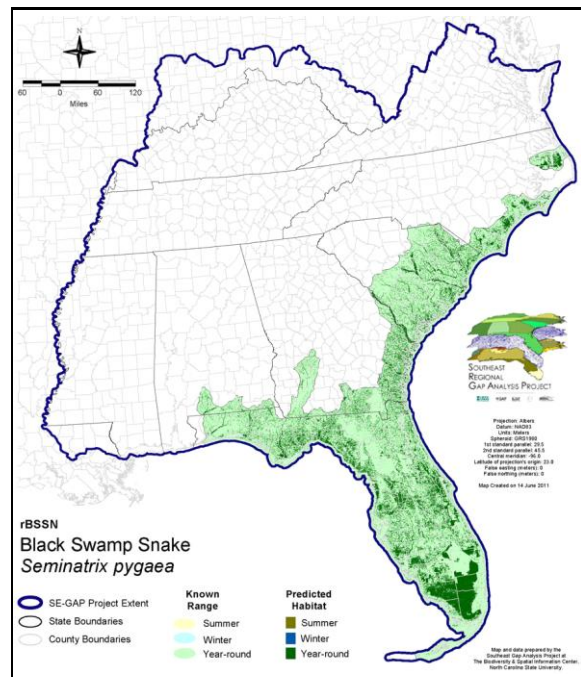 N
60 0 60 120
Miles
SOUTHEAST
REGIONAL
GAP ANALYSIS PROJECT
Projection: Albers
Datum: NAD83
Units: Meters
Spheroid: GRS1980
1st standard parallel: 29.5
2nd standard parallel: 45.5
Central meridian: -96.0
Latitude of projection's origin: 23.0
False easting (meters): 0
False northing (meters): 0
Map Created on 14 June 2011
rBSSN
Black Swamp Snake
Seminatrix pygaea
SE-GAP Project Extent
State Boundaries
County Boundaries
Known
Range
Summer
Winter
Year-round
Predicted
Habitat
Summer
Winter
Year-round
Map and data prepared by the
Southeast Gap Analysis Project at
The Biodiversity & Spatial Information Center,
North Carolina State University.